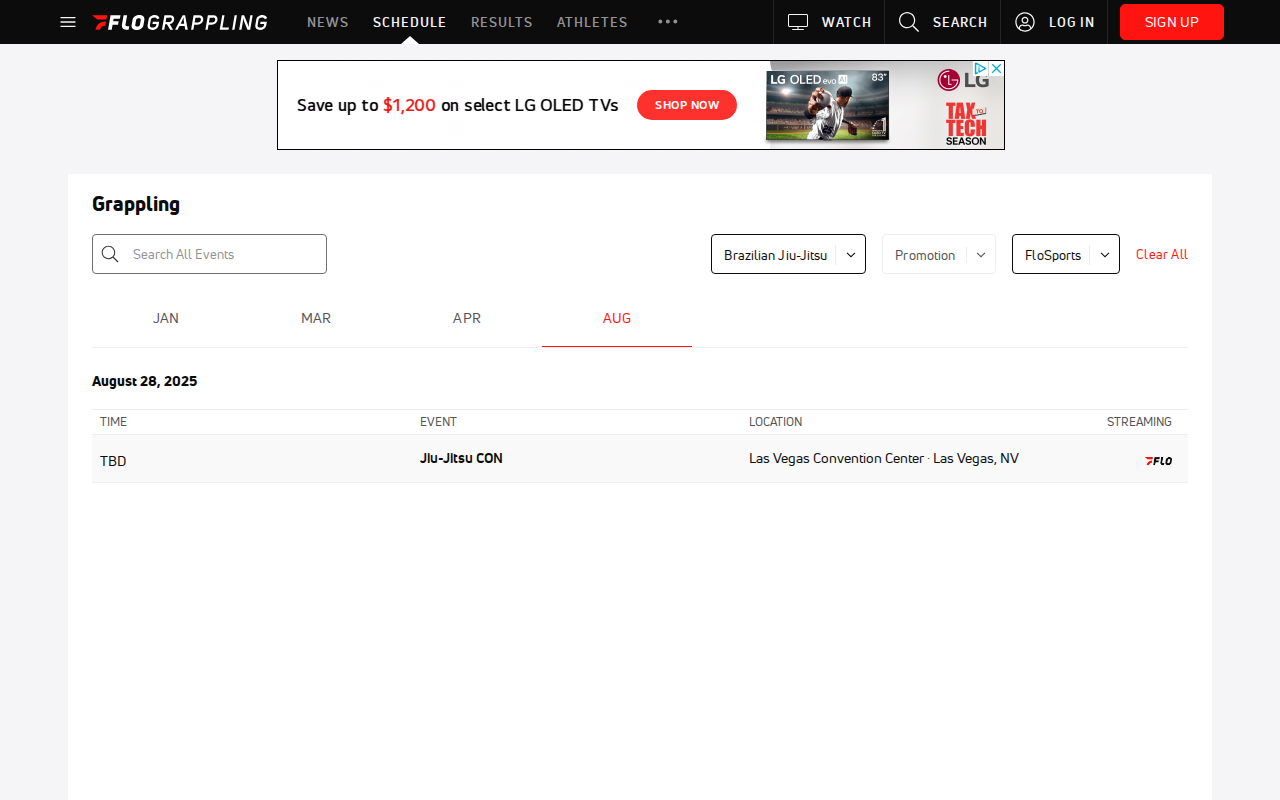 FLOGRAPPLING NEWS SCHEDULE RESULTS ATHLETES WATCH SEARCH LOG IN SIGN UP
Save up to $1,200 on select LG OLED TVs
SHOP NOW
LG OLED evo AI 83"
LG
TAX TO TECH SEASON
Grappling
Search All Events
Brazilian Jiu-Jitsu
Promotion
FloSports
Clear All
JAN MAR APR AUG
August 28, 2025
TIME EVENT LOCATION STREAMING
TBD Jiu-Jitsu CON Las Vegas Convention Center · Las Vegas, NV FLO